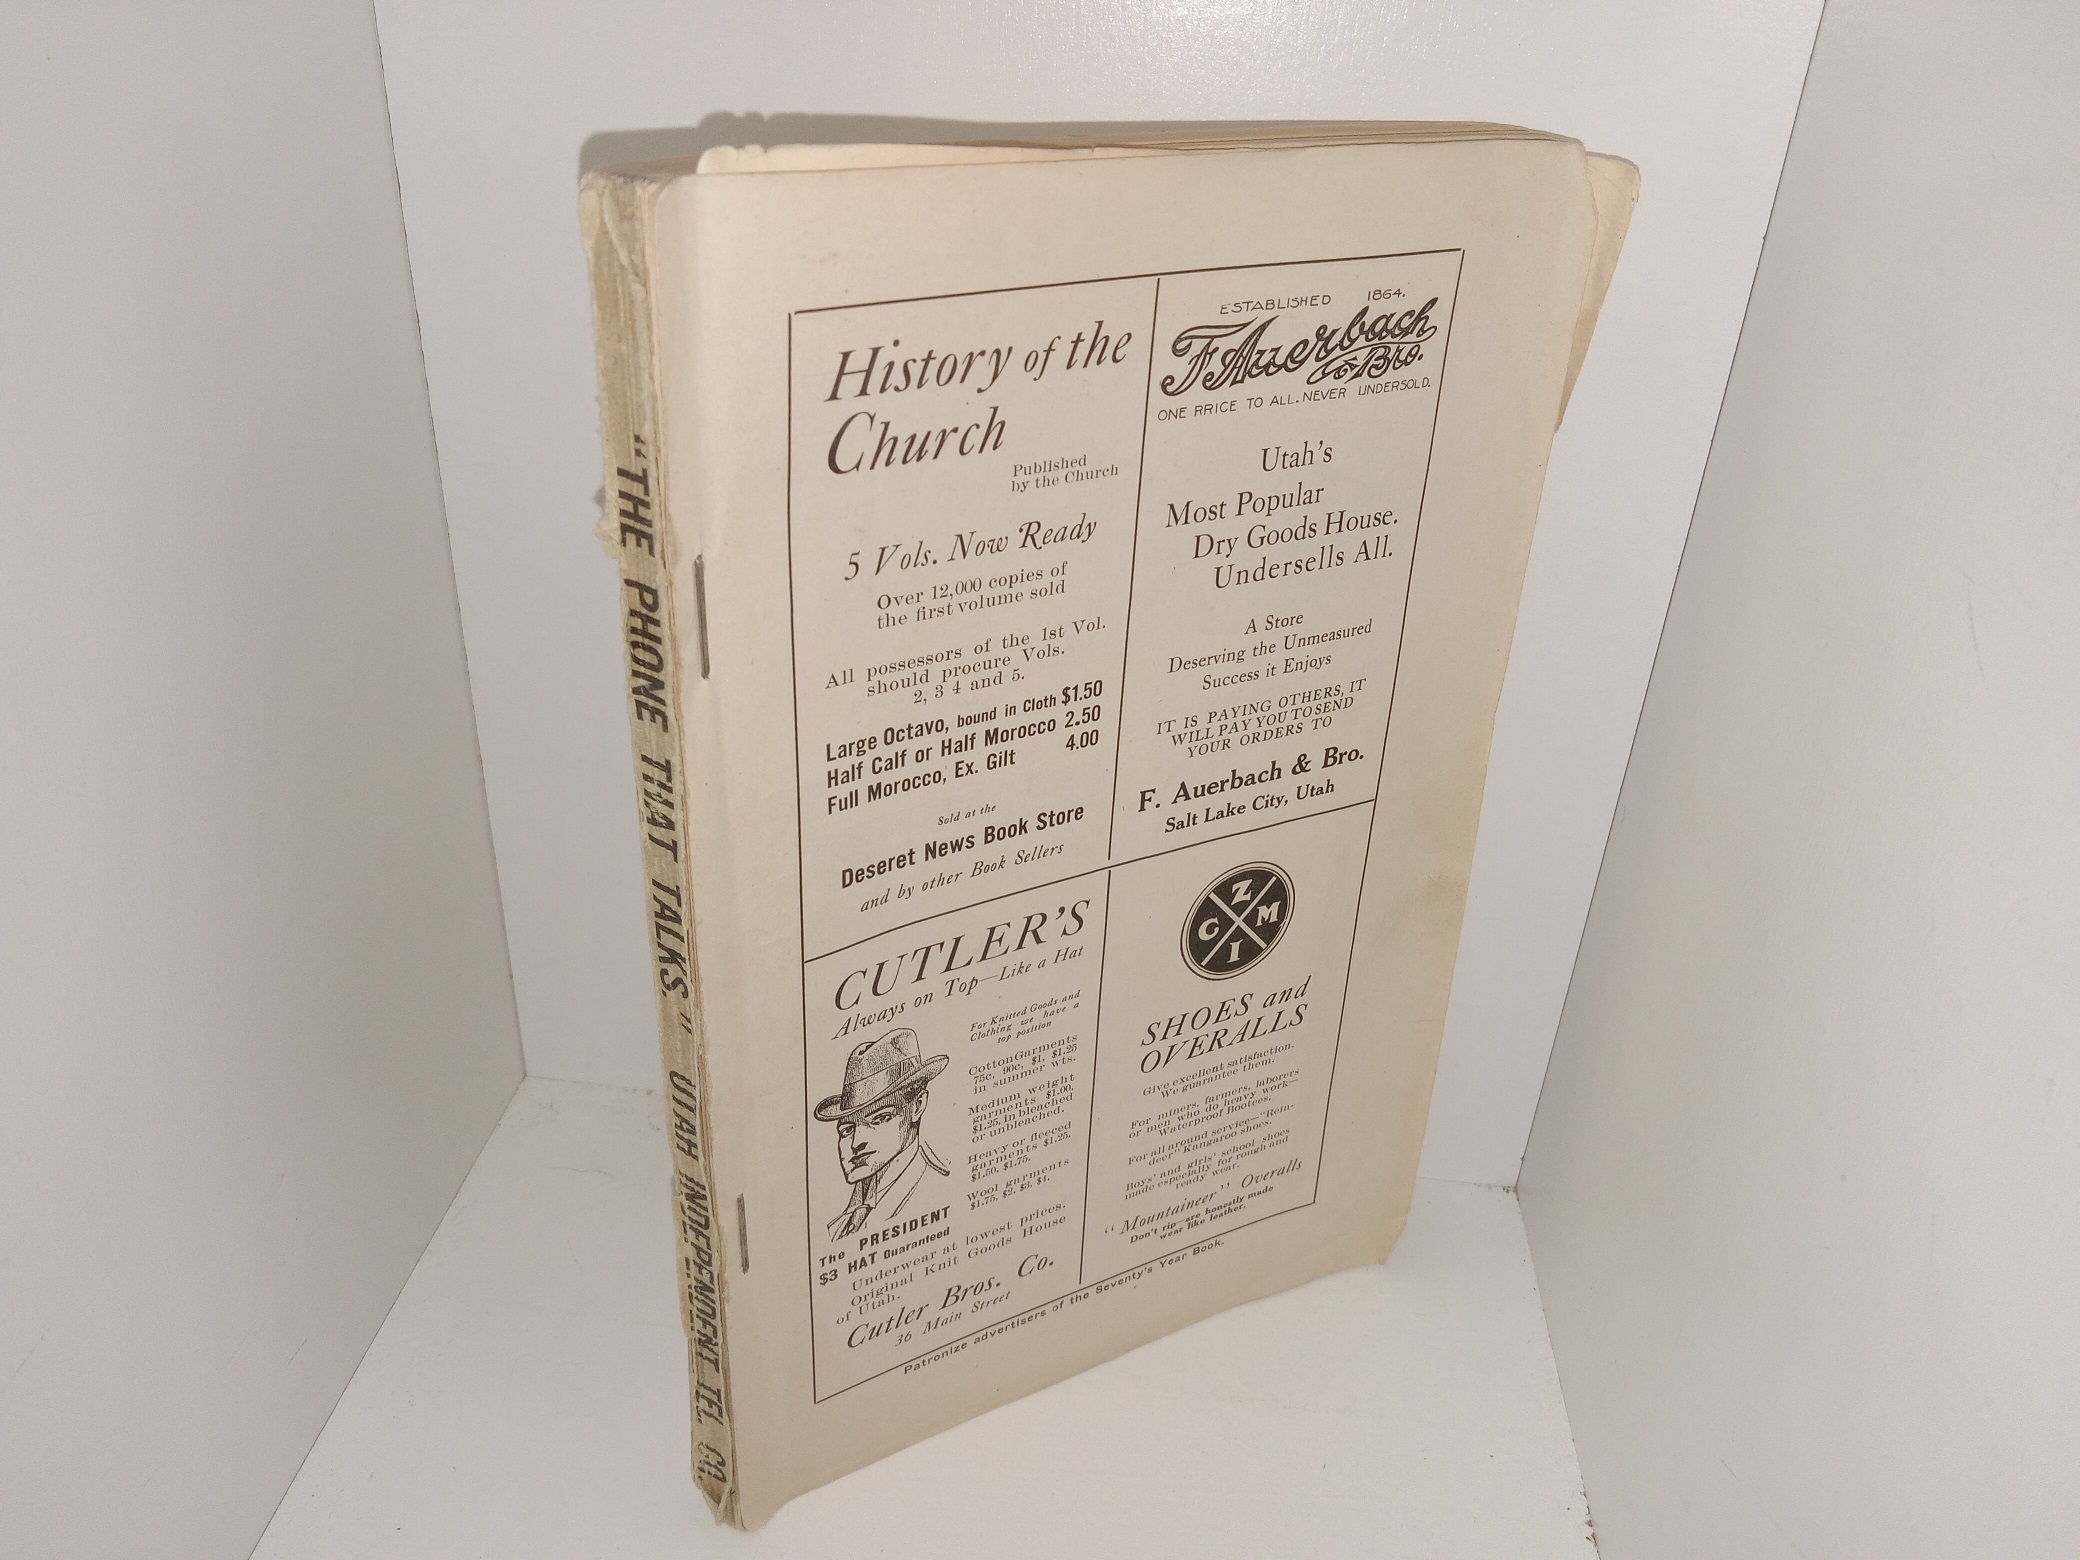 "THE PHONE THAT TALKS." UTAH INDEPENDENT TEL. CO.
History of the
Church
Published
by the Church
5 Vols. Now Ready
Over 12,000 copies of
the first volume sold
All possessors of the 1st Vol.
should procure Vols.
2, 3 4 and 5.
Large Octavo, bound in Cloth $1.50
Half Calf or Half Morocco 2.50
Full Morocco, Ex. Gilt 4.00
Sold at the
Deseret News Book Store
and by other Book Sellers
ESTABLISHED 1864.
F Auerbach
& Bro.
ONE RRICE TO ALL. NEVER UNDERSOLD.
Utah's
Most Popular
Dry Goods House.
Undersells All.
A Store
Deserving the Unmeasured
Success it Enjoys
IT IS PAYING OTHERS, IT
WILL PAY YOU TO SEND
YOUR ORDERS TO
F. Auerbach & Bro.
Salt Lake City, Utah
CUTLER'S
Always on Top—Like a Hat
For Knitted Goods and
Clothing we have a
top position
Cotton Garments
75c, 90c, $1, $1.25
in summer wts.
Medium weight
garments $1.00,
$1.25, in bleached
or unbleached.
Heavy or fleeced
garments $1.25.
$1.50, $1.75.
Wool garments
$1.75, $2, $3, $4.
The PRESIDENT
$3 HAT Guaranteed
Underwear at lowest prices.
Original Knit Goods House
of Utah.
Cutler Bros. Co.
36 Main Street
Z
C M
I
SHOES and
OVERALLS
Give excellent satisfaction.
We guarantee them.
For miners, farmers, laborers
or men who do heavy work—
Waterproof Bootees.
For all around service—"Rein-
deer" Kangaroo shoes.
Boys' and girls' school shoes
made especially for rough and
ready wear.
"Mountaineer" Overalls
Don't rip—are honestly made
wear like leather.
Patronize advertisers of the Seventy's Year Book.